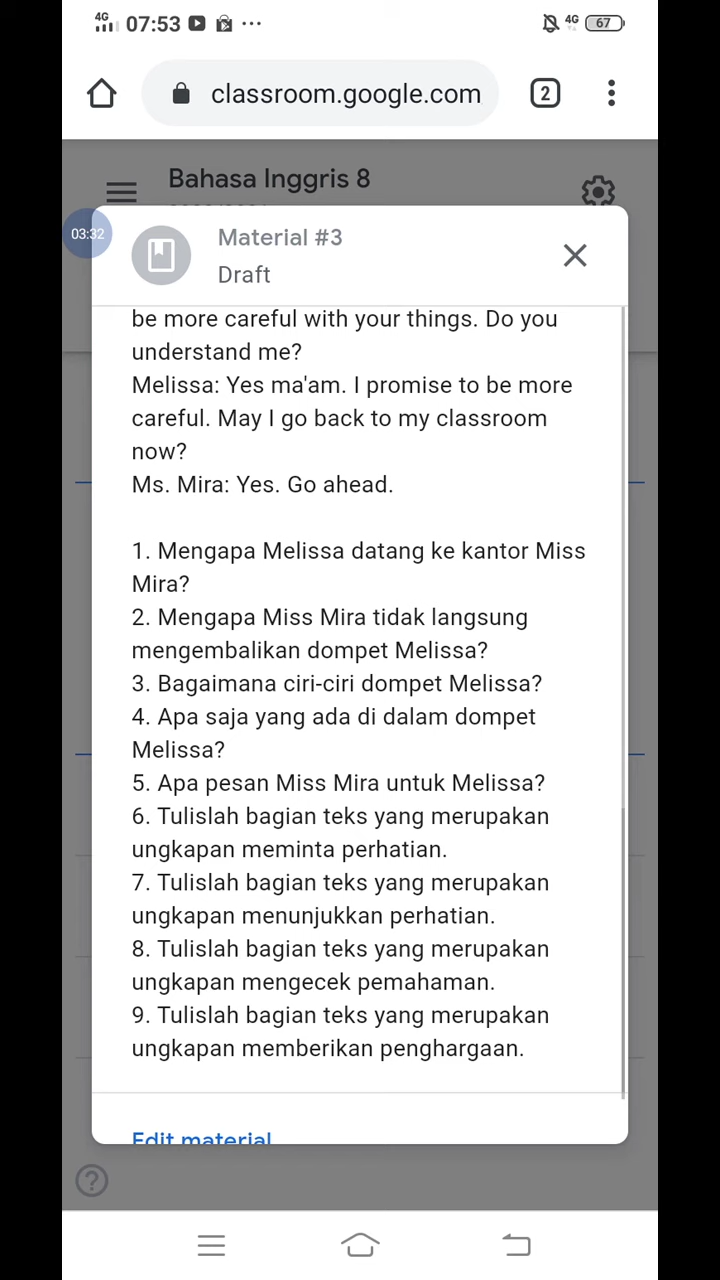 4G 07:53 4G 67
classroom.google.com 2
Bahasa Inggris 8
03:32
Material #3
Draft
be more careful with your things. Do you
understand me?
Melissa: Yes ma'am. I promise to be more
careful. May I go back to my classroom
now?
Ms. Mira: Yes. Go ahead.
1. Mengapa Melissa datang ke kantor Miss
Mira?
2. Mengapa Miss Mira tidak langsung
mengembalikan dompet Melissa?
3. Bagaimana ciri-ciri dompet Melissa?
4. Apa saja yang ada di dalam dompet
Melissa?
5. Apa pesan Miss Mira untuk Melissa?
6. Tulislah bagian teks yang merupakan
ungkapan meminta perhatian.
7. Tulislah bagian teks yang merupakan
ungkapan menunjukkan perhatian.
8. Tulislah bagian teks yang merupakan
ungkapan mengecek pemahaman.
9. Tulislah bagian teks yang merupakan
ungkapan memberikan penghargaan.
Edit material